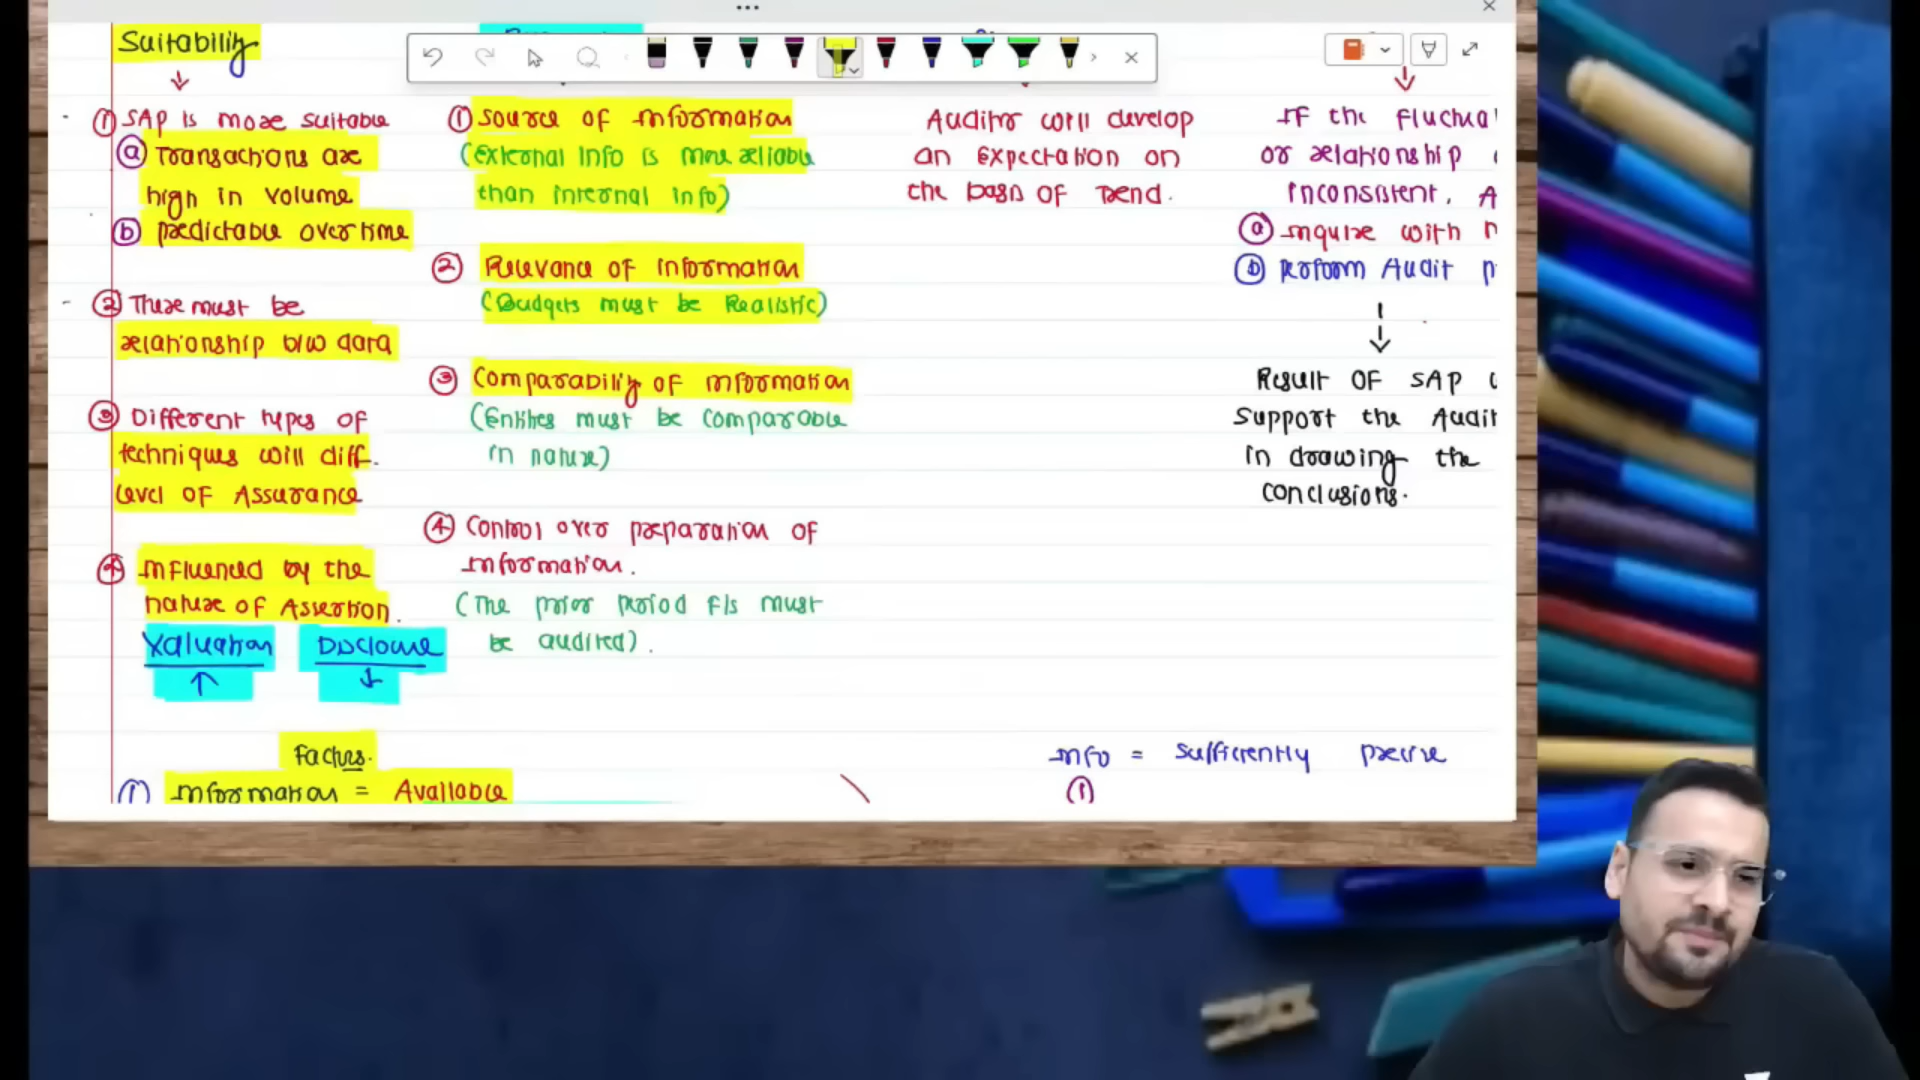 Suitability
① SAP is more suitable
ⓐ Transactions are
high in volume
ⓑ predictable over time
② There must be
relationship b/w data
③ Different types of
techniques will diff.
level of Assurance
④ Influenced by the
nature of Assertion.
Valuation Disclosure
↑ ↓
① Source of Information
(External Info is more reliable
than internal info)
② Relevance of Information
(Budgets must be Realistic)
③ Comparability of Information
(Entities must be comparable
in nature)
④ Control over preparation of
Information.
(The prior period F/s must
be audited).
Auditor will develop
an Expectation on
the basis of Trend.
If the Fluctua
or relationship
inconsistent, A
ⓐ Inquire with
ⓑ Perform Audit p
Result OF SAP
Support the Audit
in drawing the
conclusions.
Factors.
① Information = Available
Info = Sufficiently precise
①